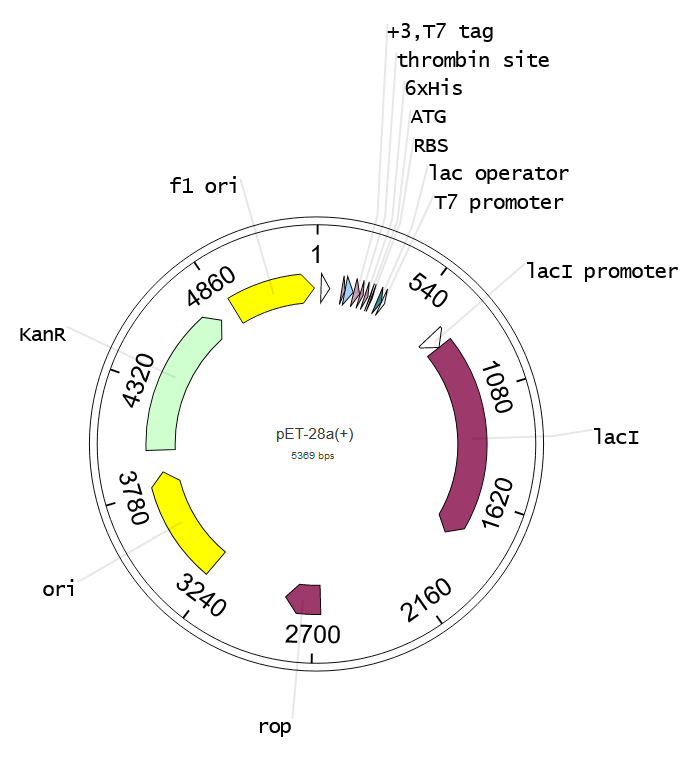 +3,T7 tag
thrombin site
6xHis
ATG
RBS
lac operator
T7 promoter
f1 ori
1
lacI promoter
4860
540
KanR
4320
1080
pET-28a(+)
5369 bps
lacI
3780
1620
ori
3240
2160
2700
rop